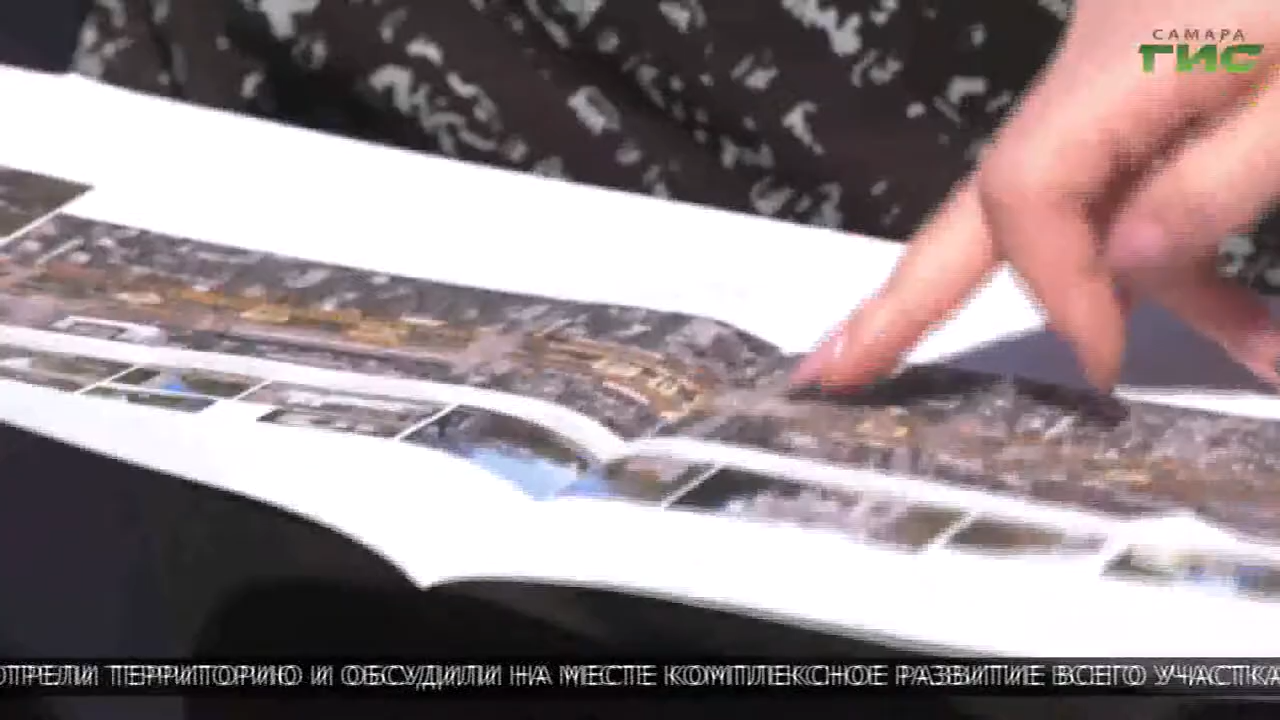 САМАРА
ГИС
ОТРЕЛИ ТЕРРИТОРИЮ И ОБСУДИЛИ НА МЕСТЕ КОМПЛЕКСНОЕ РАЗВИТИЕ ВСЕГО УЧАСТКА